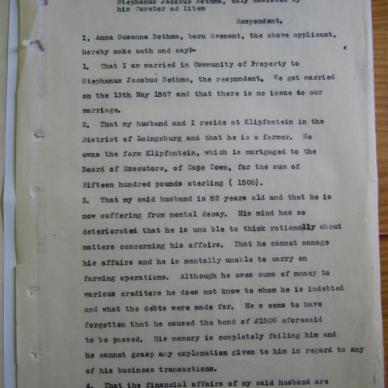 Stephanus Jacobus Bothma, duly assisted by
his Curator ad litem
Respondent.
I, Anna Susanna Bothma, born Avenant, the above applicant,
hereby make oath and say:-
1. That I am married in Community of Property to
Stephanus Jacobus Bothma, the respondent. We got married
on the 13th May 1867 and that there is no issue to our
marriage.
2. That my husband and I reside at Klipfontein in the
District of Laingsburg and that he is a farmer. He
owns the farm Klipfontein, which is mortgaged to the
Board of Executors, of Cape Town, for the sum of
Fifteen hundred pounds sterling ( 1500).
3. That my said husband is 82 years old and that he is
now suffering from mental decay. His mind has so
deteriorated that he is una ble to think rationally about
matters concerning his affairs. That he cannot manage
his affairs and he is mentally unable to carry on
farming operations. Although he owes sums of money to
various creditors he does not know to whom he is indebted
and what the debts were made for. He s eems to have
forgotten that he caused the bond of £1500 aforesaid
to be passed. His memory is completely failing him and
he cannot grasp any explanation given to him in regard to any
of his business transactions.
4. That the financial affairs of my said husband are